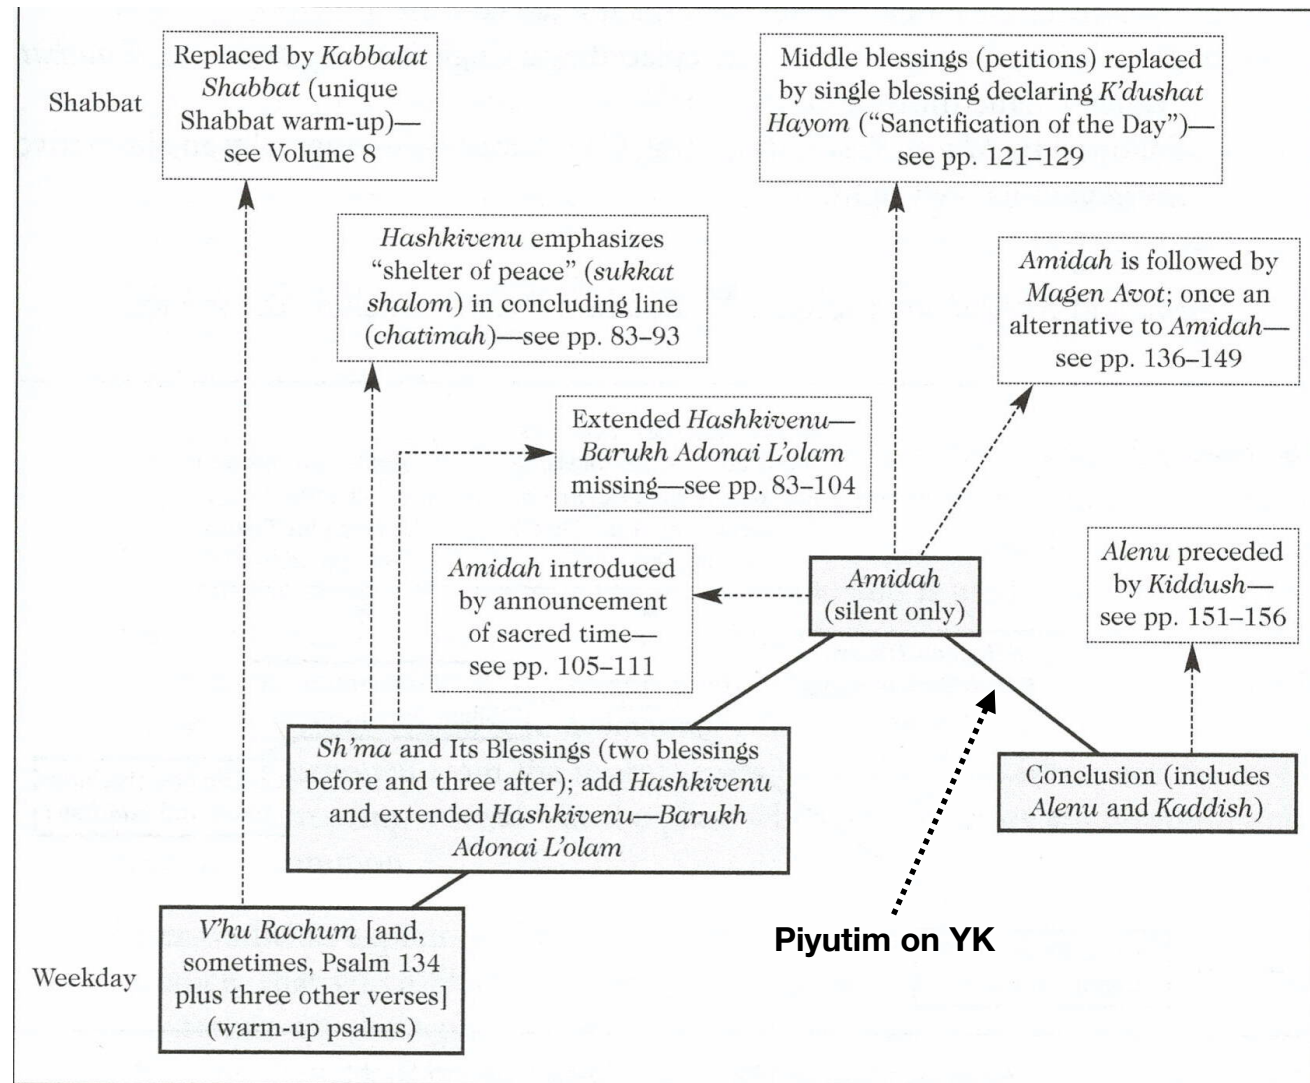 Shabbat
Replaced by Kabbalat
Shabbat (unique
Shabbat warm-up)—
see Volume 8
Middle blessings (petitions) replaced
by single blessing declaring K’dushat
Hayom (“Sanctification of the Day”)—
see pp. 121–129
Hashkivenu emphasizes
“shelter of peace” (sukkat
shalom) in concluding line
(chatimah)—see pp. 83–93
Amidah is followed by
Magen Avot; once an
alternative to Amidah—
see pp. 136–149
Extended Hashkivenu—
Barukh Adonai L’olam
missing—see pp. 83–104
Amidah introduced
by announcement
of sacred time—
see pp. 105–111
Amidah
(silent only)
Alenu preceded
by Kiddush—
see pp. 151–156
Sh’ma and Its Blessings (two blessings
before and three after); add Hashkivenu
and extended Hashkivenu—Barukh
Adonai L’olam
Conclusion (includes
Alenu and Kaddish)
Piyutim on YK
Weekday
V’hu Rachum [and,
sometimes, Psalm 134
plus three other verses]
(warm-up psalms)